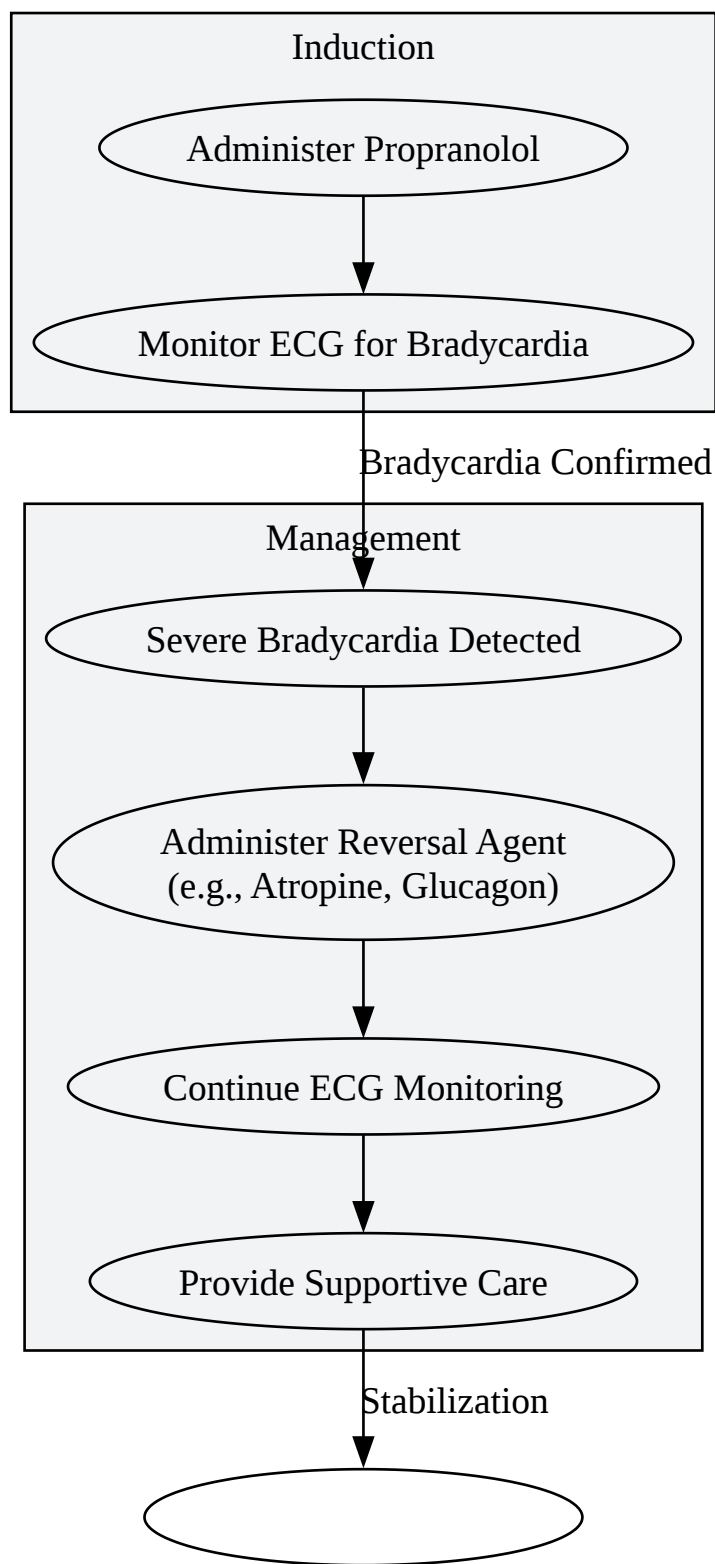 Induction
Administer Propranolol
Monitor ECG for Bradycardia
Bradycardia Confirmed
Management
Severe Bradycardia Detected
Administer Reversal Agent
(e.g., Atropine, Glucagon)
Continue ECG Monitoring
Provide Supportive Care
Stabilization